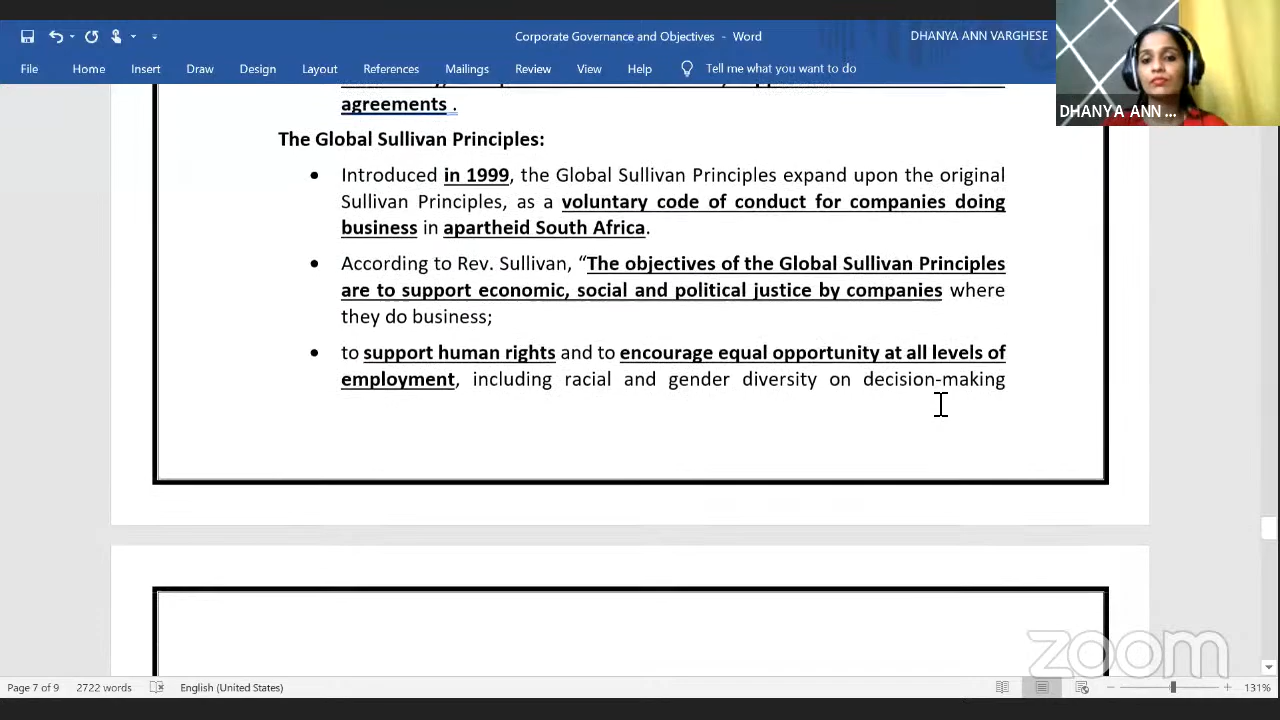 Corporate Governance and Objectives - Word
DHANYA ANN VARGHESE
File Home Insert Draw Design Layout References Mailings Review View Help Tell me what you want to do
DHANYA ANN ...
agreements .
The Global Sullivan Principles:
• Introduced in 1999, the Global Sullivan Principles expand upon the original
Sullivan Principles, as a voluntary code of conduct for companies doing
business in apartheid South Africa.
• According to Rev. Sullivan, “The objectives of the Global Sullivan Principles
are to support economic, social and political justice by companies where
they do business;
• to support human rights and to encourage equal opportunity at all levels of
employment, including racial and gender diversity on decision-making
zoom
Page 7 of 9 2722 words English (United States) 131%